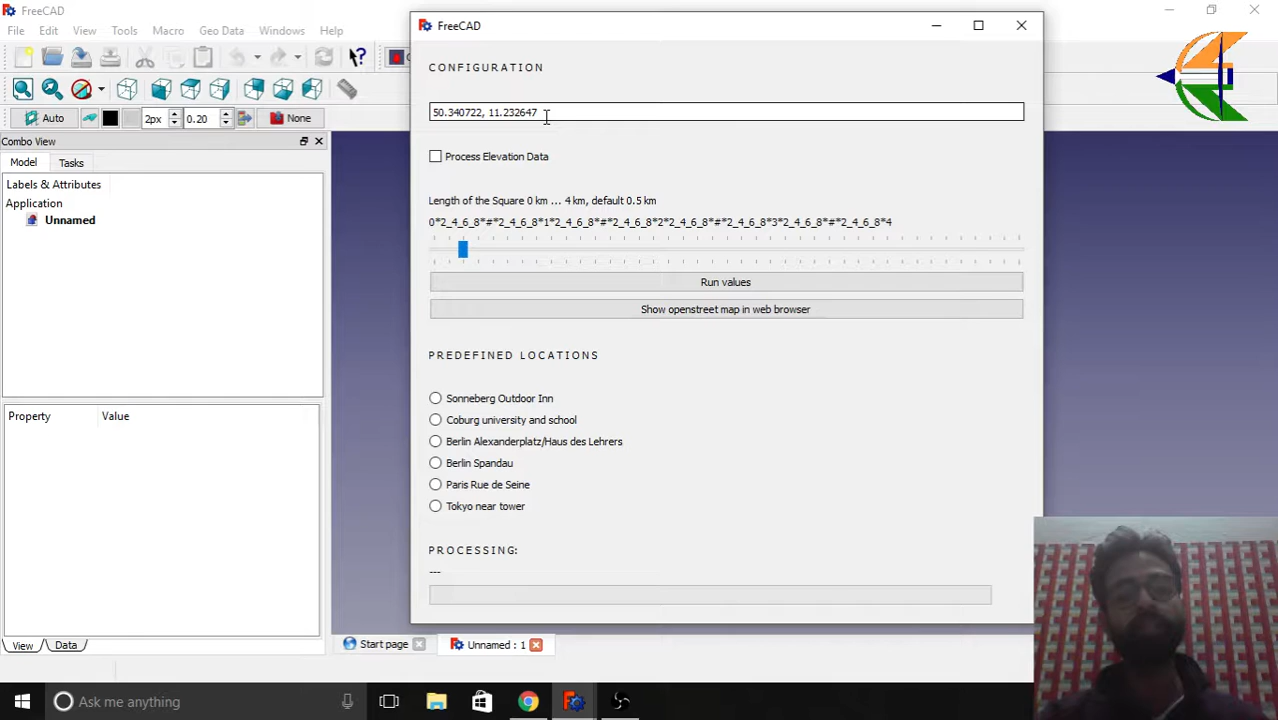 FreeCAD
FreeCAD
File Edit View Tools Macro Geo Data Windows Help
Auto 2px 0.20 None
Combo View
Model Tasks
Labels & Attributes
Application
Unnamed
Property Value
View Data
CONFIGURATION
50.340722, 11.232647
Process Elevation Data
Length of the Square 0 km ... 4 km, default 0.5 km
0*2_4_6_8*#*2_4_6_8*1*2_4_6_8*#*2_4_6_8*2*2_4_6_8*#*2_4_6_8*3*2_4_6_8*#*2_4_6_8*4
Run values
Show openstreet map in web browser
PREDEFINED LOCATIONS
Sonneberg Outdoor Inn
Coburg university and school
Berlin Alexanderplatz/Haus des Lehrers
Berlin Spandau
Paris Rue de Seine
Tokyo near tower
PROCESSING:
---
Start page Unnamed : 1
Ask me anything